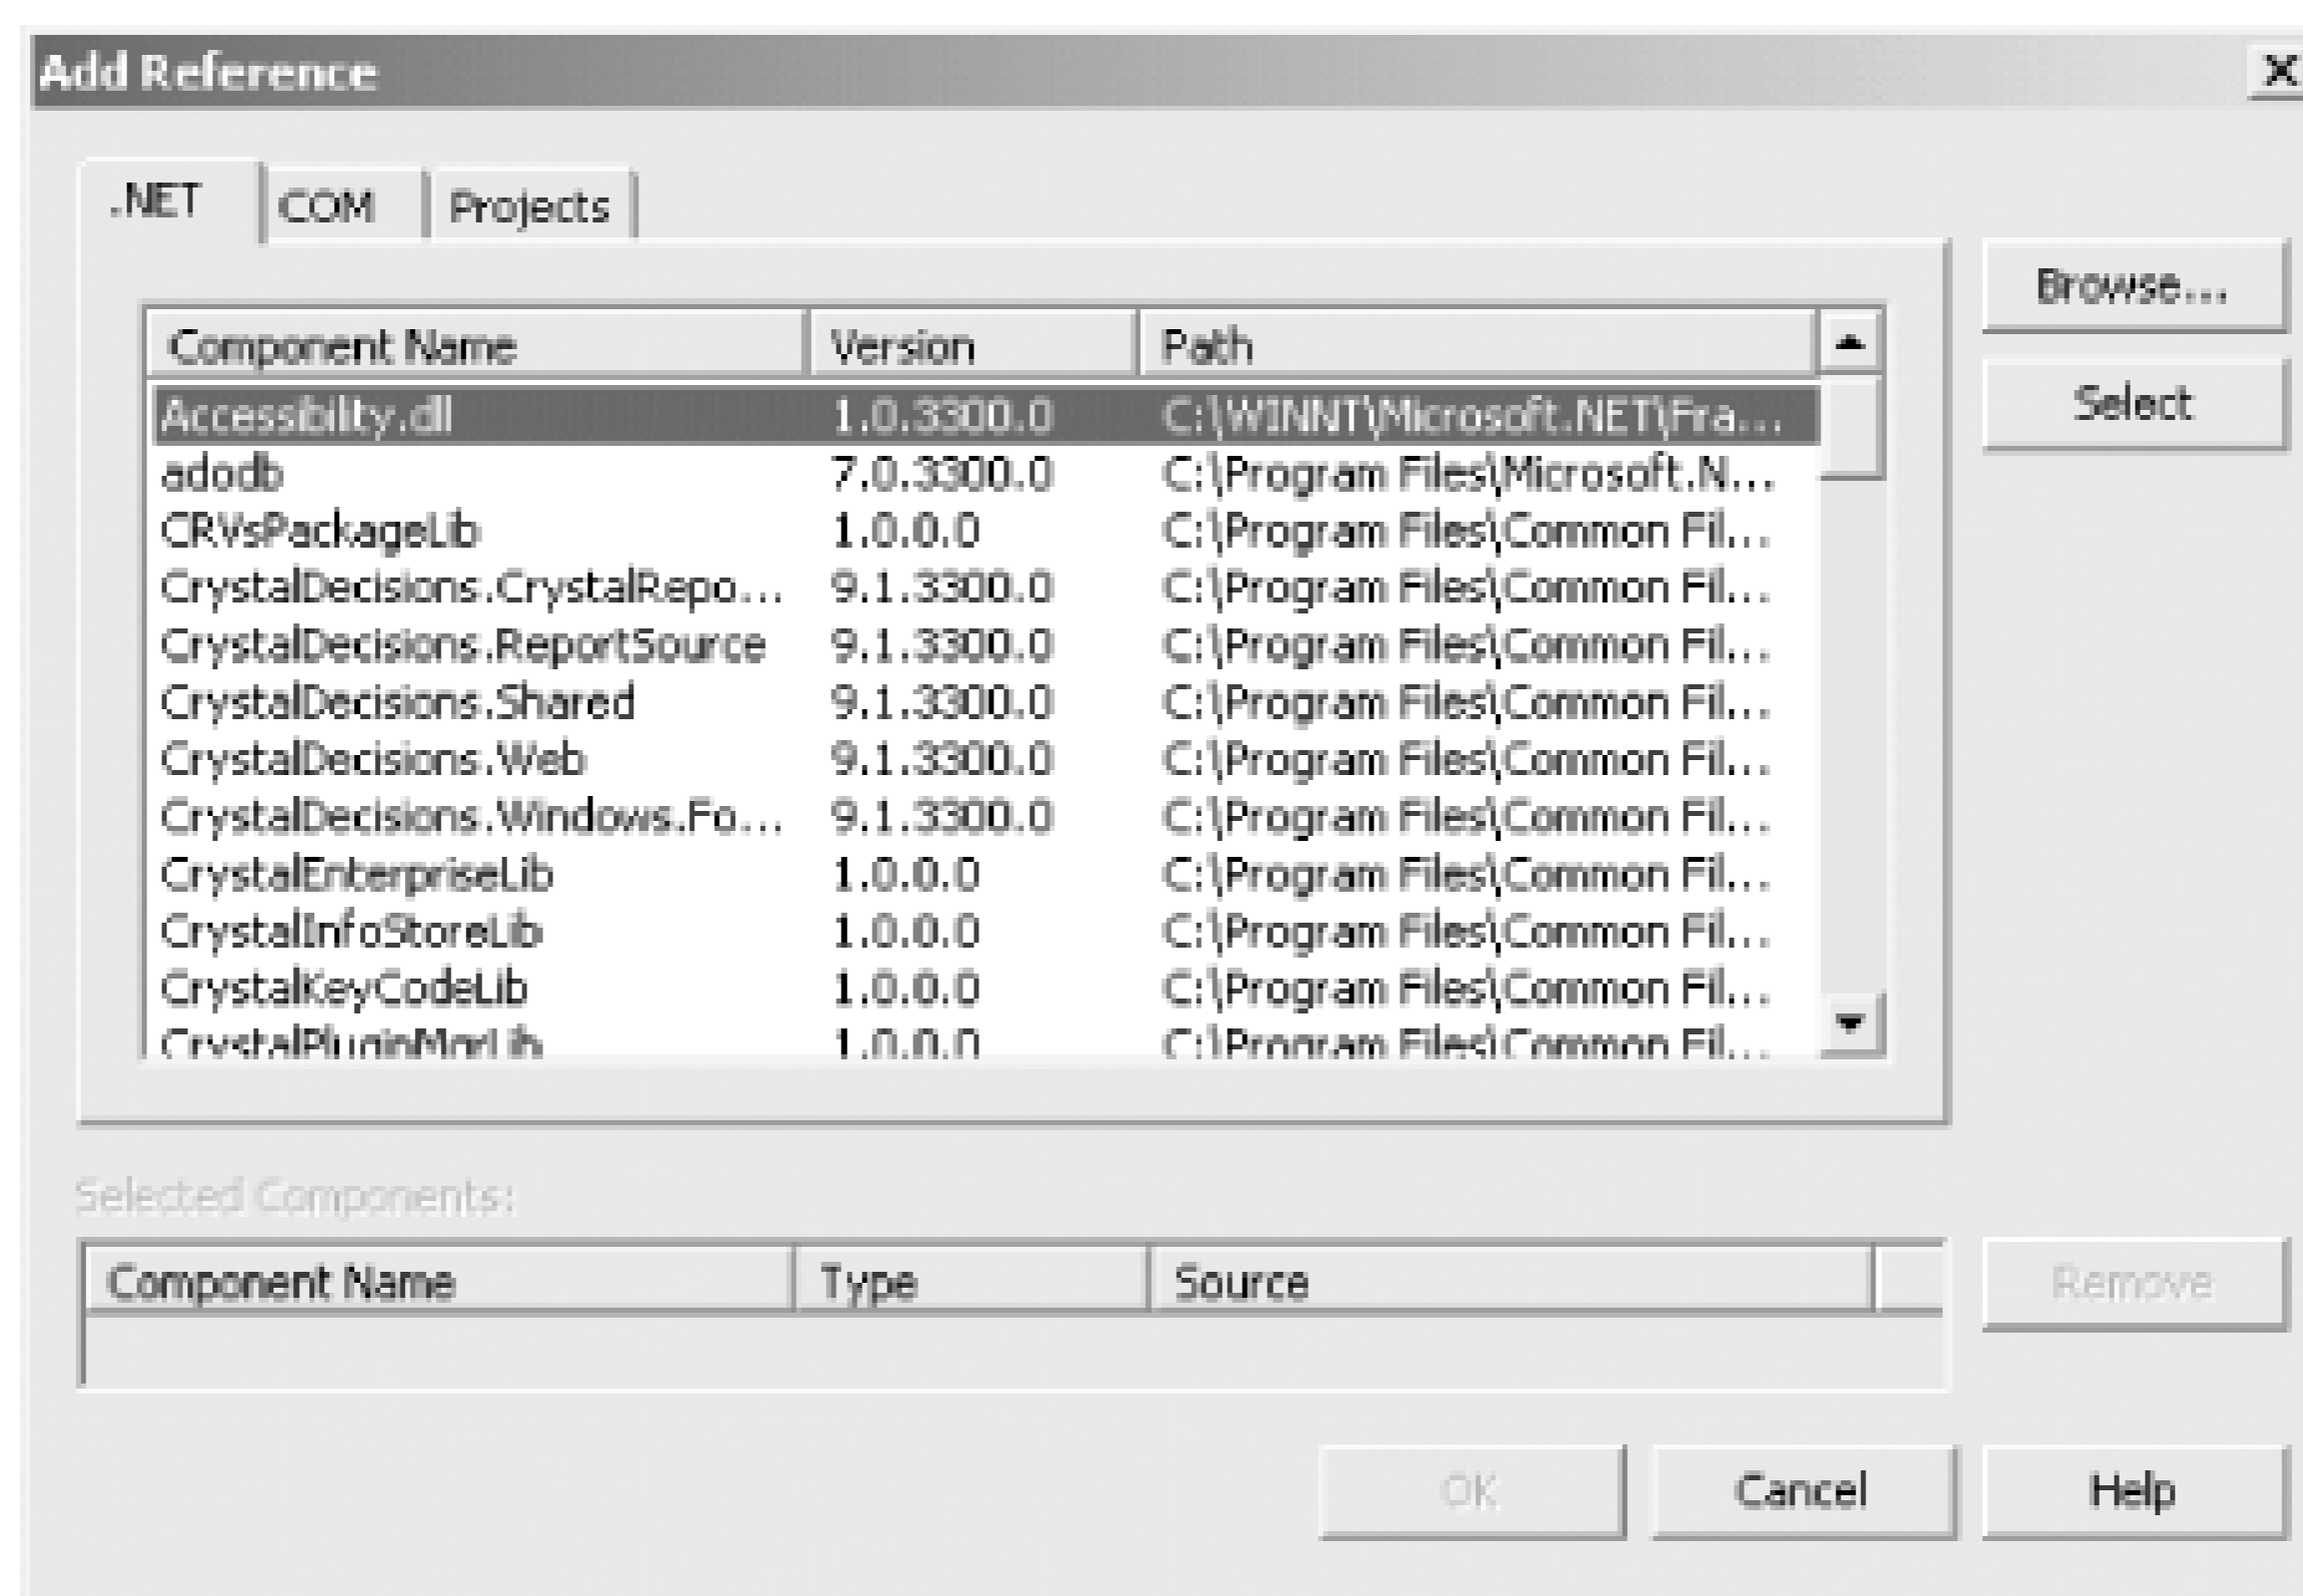 Add Reference
.NET COM Projects
Browse...
Select
Component Name Version Path
Accessibility.dll 1.0.3300.0 C:\WINNT\Microsoft.NET\Fra...
adodb 7.0.3300.0 C:\Program Files\Microsoft.N...
CRVsPackageLib 1.0.0.0 C:\Program Files\Common Fil...
CrystalDecisions.CrystalRepo... 9.1.3300.0 C:\Program Files\Common Fil...
CrystalDecisions.ReportSource 9.1.3300.0 C:\Program Files\Common Fil...
CrystalDecisions.Shared 9.1.3300.0 C:\Program Files\Common Fil...
CrystalDecisions.Web 9.1.3300.0 C:\Program Files\Common Fil...
CrystalDecisions.Windows.Fo... 9.1.3300.0 C:\Program Files\Common Fil...
CrystalEnterpriseLib 1.0.0.0 C:\Program Files\Common Fil...
CrystalInfoStoreLib 1.0.0.0 C:\Program Files\Common Fil...
CrystalKeyCodeLib 1.0.0.0 C:\Program Files\Common Fil...
CrystalPluginMgrLib 1.0.0.0 C:\Program Files\Common Fil...
Selected Components:
Component Name Type Source
Remove
OK Cancel Help